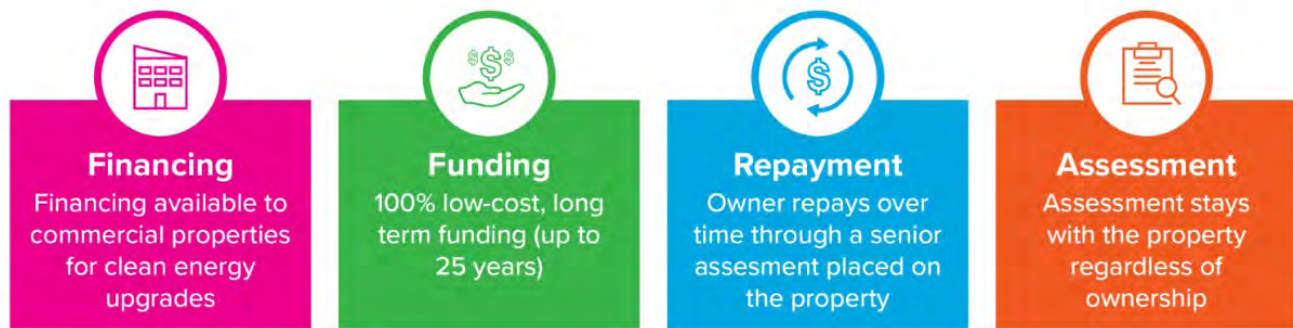 Financing
Financing available to
commercial properties
for clean energy
upgrades
Funding
100% low-cost, long
term funding (up to
25 years)
Repayment
Owner repays over
time through a senior
assesment placed on
the property
Assessment
Assessment stays
with the property
regardless of
ownership